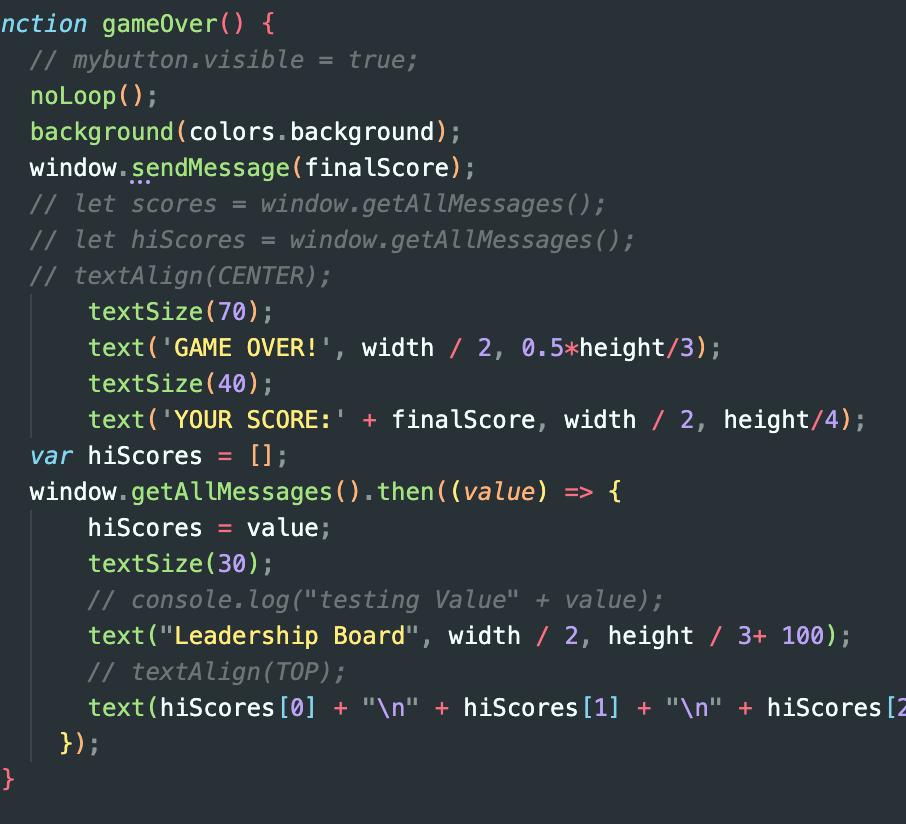 nction gameOver() {
// mybutton.visible = true;
noLoop();
background(colors.background);
window.sendMessage(finalScore);
// let scores = window.getAllMessages();
// let hiScores = window.getAllMessages();
// textAlign(CENTER);
textSize(70);
text('GAME OVER!', width / 2, 0.5*height/3);
textSize(40);
text('YOUR SCORE:' + finalScore, width / 2, height/4);
var hiScores = [];
window.getAllMessages().then((value) => {
hiScores = value;
textSize(30);
// console.log("testing Value" + value);
text("Leadership Board", width / 2, height / 3+ 100);
// textAlign(TOP);
text(hiScores[0] + "\n" + hiScores[1] + "\n" + hiScores[2
});
}